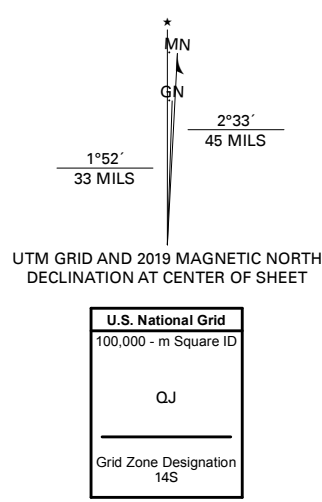 ★
MN
GN
2°33´
45 MILS
1°52´
33 MILS
UTM GRID AND 2019 MAGNETIC NORTH
DECLINATION AT CENTER OF SHEET
U.S. National Grid
100,000 - m Square ID
QJ
Grid Zone Designation
14S